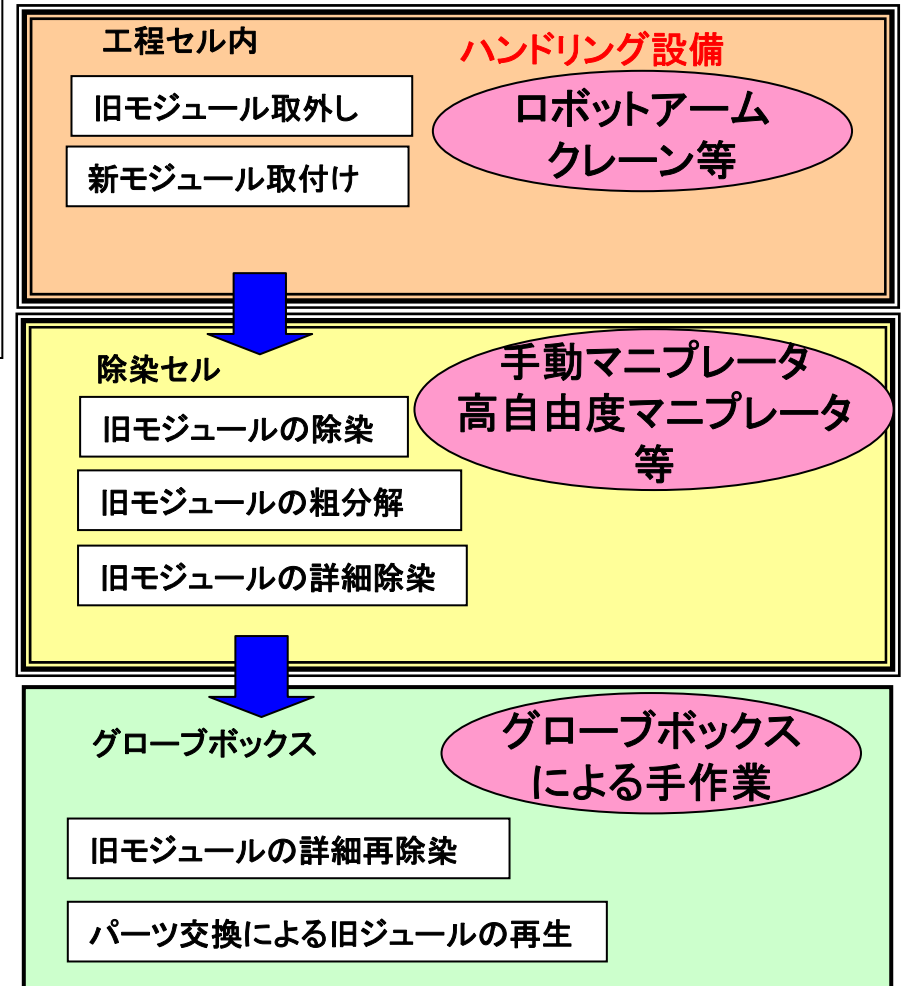 工程セル内
ハンドリング設備
旧モジュール取外し
ロボットアーム
クレーン等
新モジュール取付け
除染セル
手動マニプレータ
高自由度マニプレータ
等
旧モジュールの除染
旧モジュールの粗分解
旧モジュールの詳細除染
グローブボックス
グローブボックス
による手作業
旧モジュールの詳細再除染
パーツ交換による旧ジュールの再生